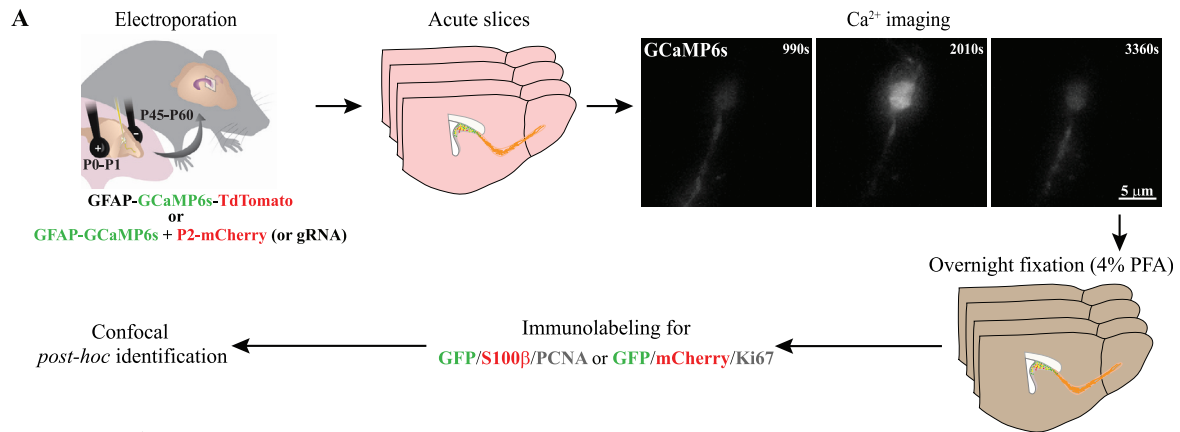 A
Electroporation
Acute slices
Ca²⁺ imaging
GCaMP6s
990s
2010s
3360s
P45-P60
+
-
P0-P1
5 μm
GFAP-GCaMP6s-TdTomato
or
GFAP-GCaMP6s + P2-mCherry (or gRNA)
Overnight fixation (4% PFA)
Immunolabeling for
GFP/S100β/PCNA or GFP/mCherry/Ki67
Confocal
post-hoc identification